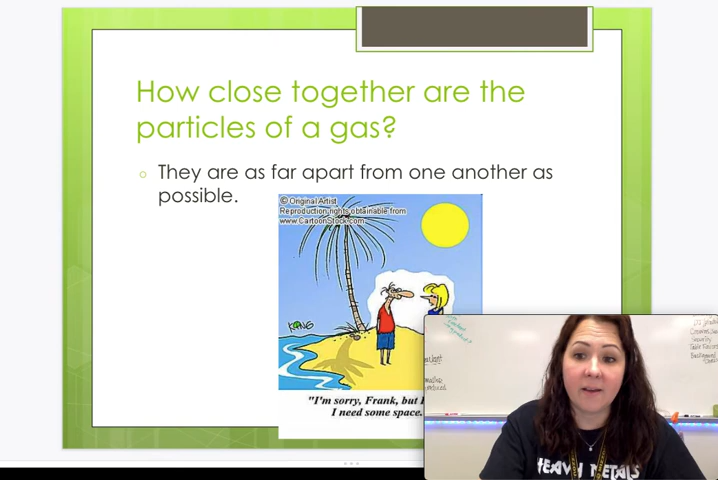 How close together are the
particles of a gas?
They are as far apart from one another as
possible.
© Original Artist
Reproduction rights obtainable from
www.CartoonStock.com
"I'm sorry, Frank, but
I need some space.
HEAVY METALS